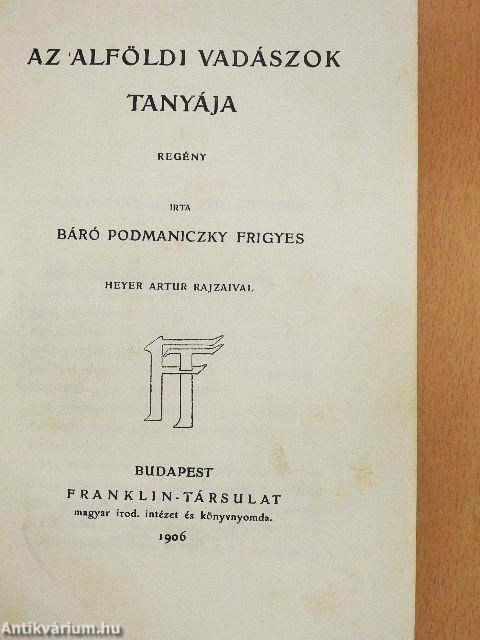 AZ ALFÖLDI VADÁSZOK
TANYÁJA
REGÉNY
IRTA
BÁRÓ PODMANICZKY FRIGYES
HEYER ARTUR RAJZAIVAL
FT
BUDAPEST
FRANKLIN-TÁRSULAT
magyar irod. intézet és könyvnyomda.
1906
Antikvárium.hu